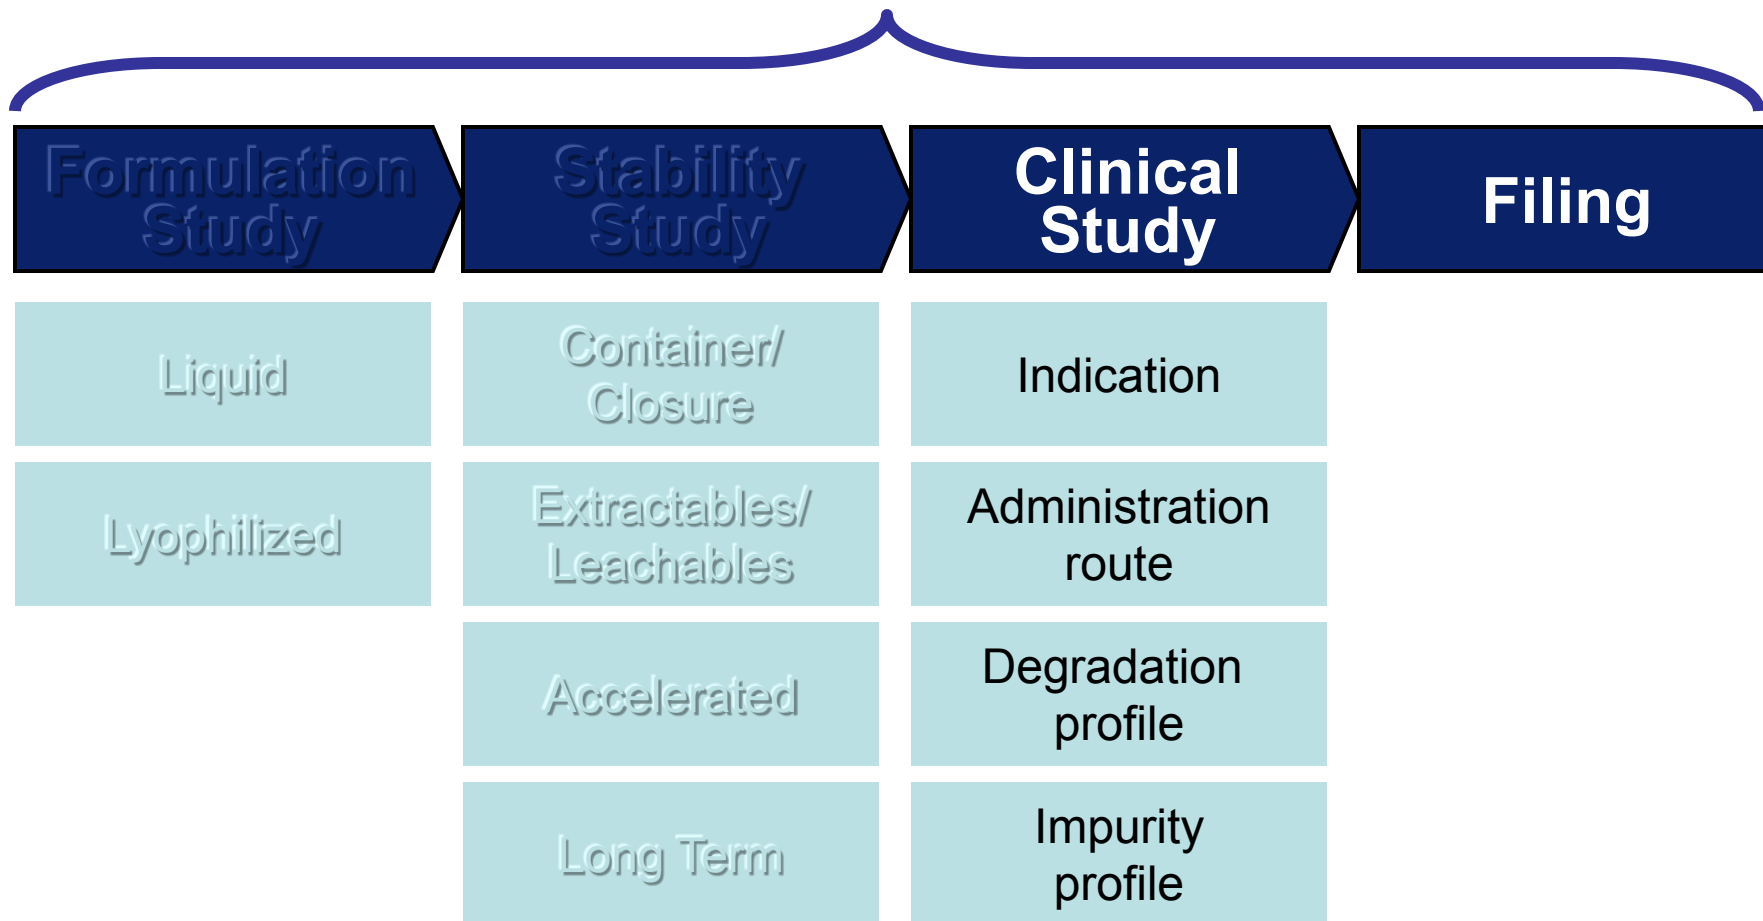 Formulation
Study
Stability
Study
Clinical
Study
Filing
Liquid
Container/
Closure
Indication
Lyophilized
Extractables/
Leachables
Administration
route
Accelerated
Degradation
profile
Long Term
Impurity
profile